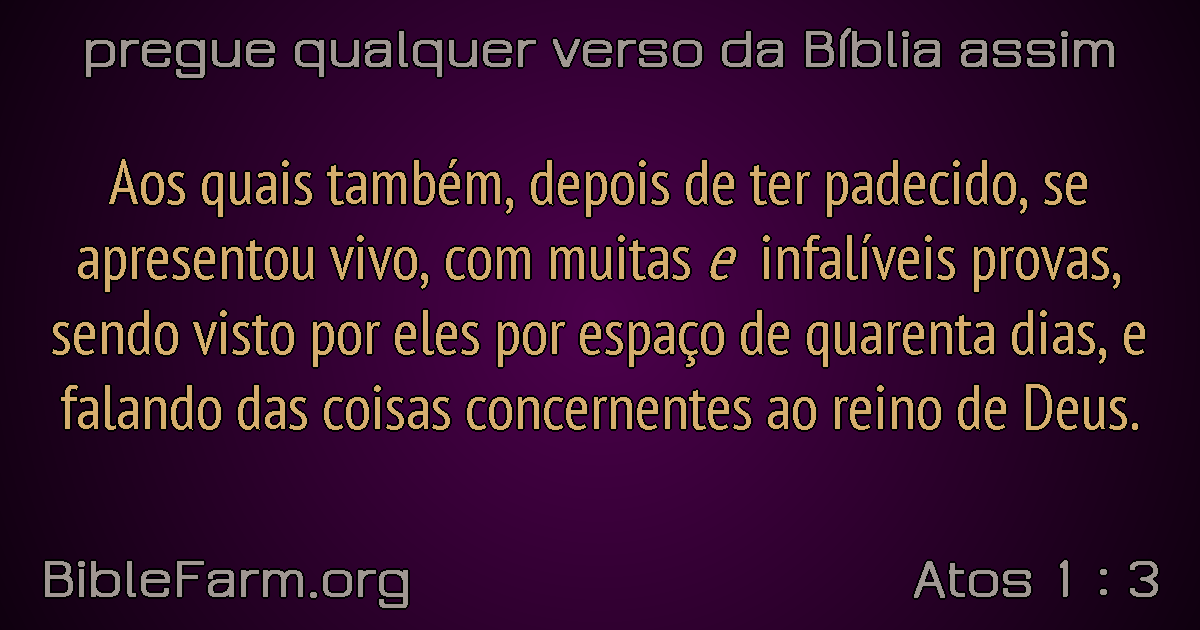 pregue qualquer verso da Bíblia assim
Aos quais também, depois de ter padecido, se
apresentou vivo, com muitas e infalíveis provas,
sendo visto por eles por espaço de quarenta dias, e
falando das coisas concernentes ao reino de Deus.
BibleFarm.org
Atos 1 : 3